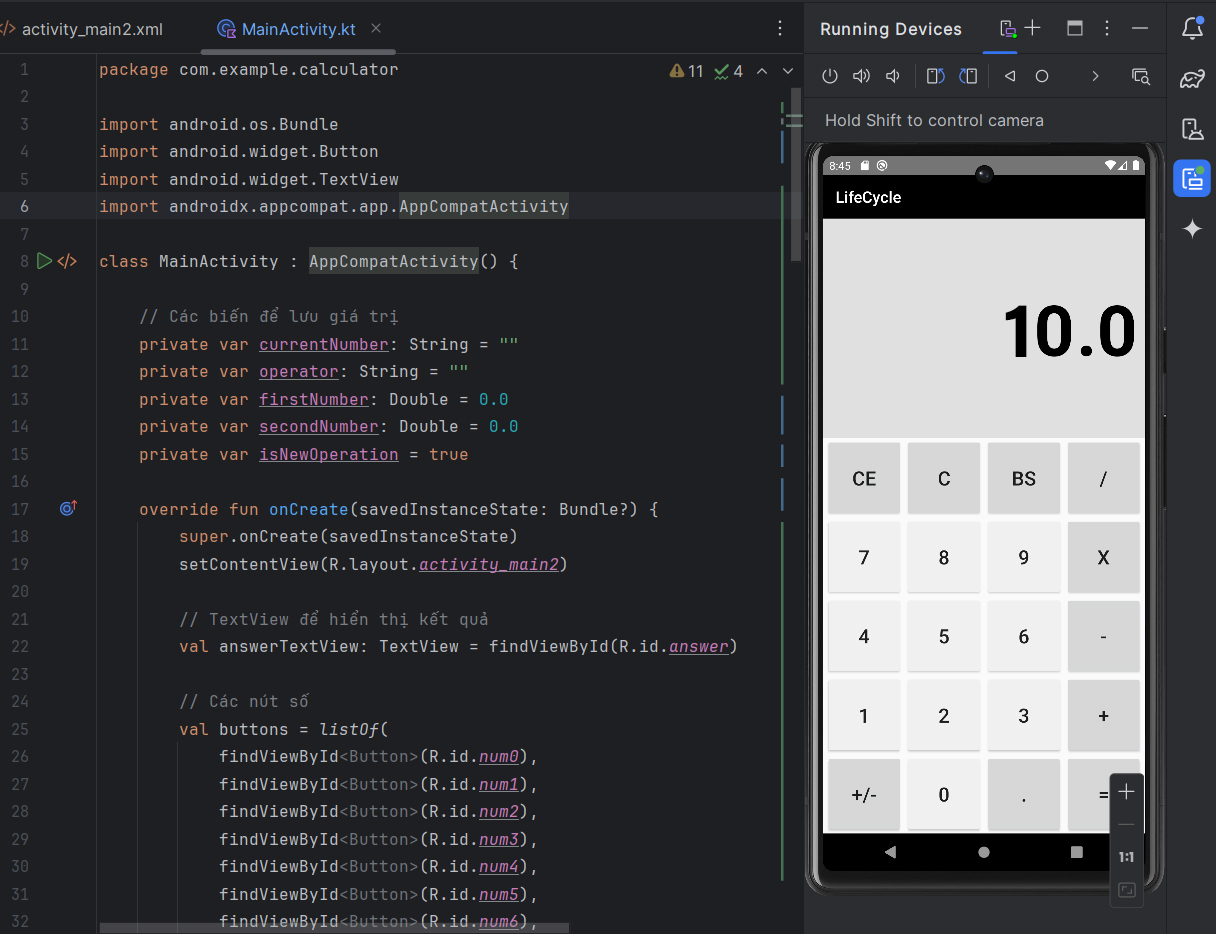 activity_main2.xml
MainActivity.kt
Running Devices
11
4
Hold Shift to control camera
1 package com.example.calculator
2
3 import android.os.Bundle
4 import android.widget.Button
5 import android.widget.TextView
6 import androidx.appcompat.app.AppCompatActivity
7
8 class MainActivity : AppCompatActivity() {
9
10 // Các biến để lưu giá trị
11 private var currentNumber: String = ""
12 private var operator: String = ""
13 private var firstNumber: Double = 0.0
14 private var secondNumber: Double = 0.0
15 private var isNewOperation = true
16
17 override fun onCreate(savedInstanceState: Bundle?) {
18 super.onCreate(savedInstanceState)
19 setContentView(R.layout.activity_main2)
20
21 // TextView để hiển thị kết quả
22 val answerTextView: TextView = findViewById(R.id.answer)
23
24 // Các nút số
25 val buttons = listOf(
26 findViewById<Button>(R.id.num0),
27 findViewById<Button>(R.id.num1),
28 findViewById<Button>(R.id.num2),
29 findViewById<Button>(R.id.num3),
30 findViewById<Button>(R.id.num4),
31 findViewById<Button>(R.id.num5),
32 findViewById<Button>(R.id.num6),
8:45
LifeCycle
10.0
CE C BS /
7 8 9 X
4 5 6 -
1 2 3 +
+/- 0 . =
1:1